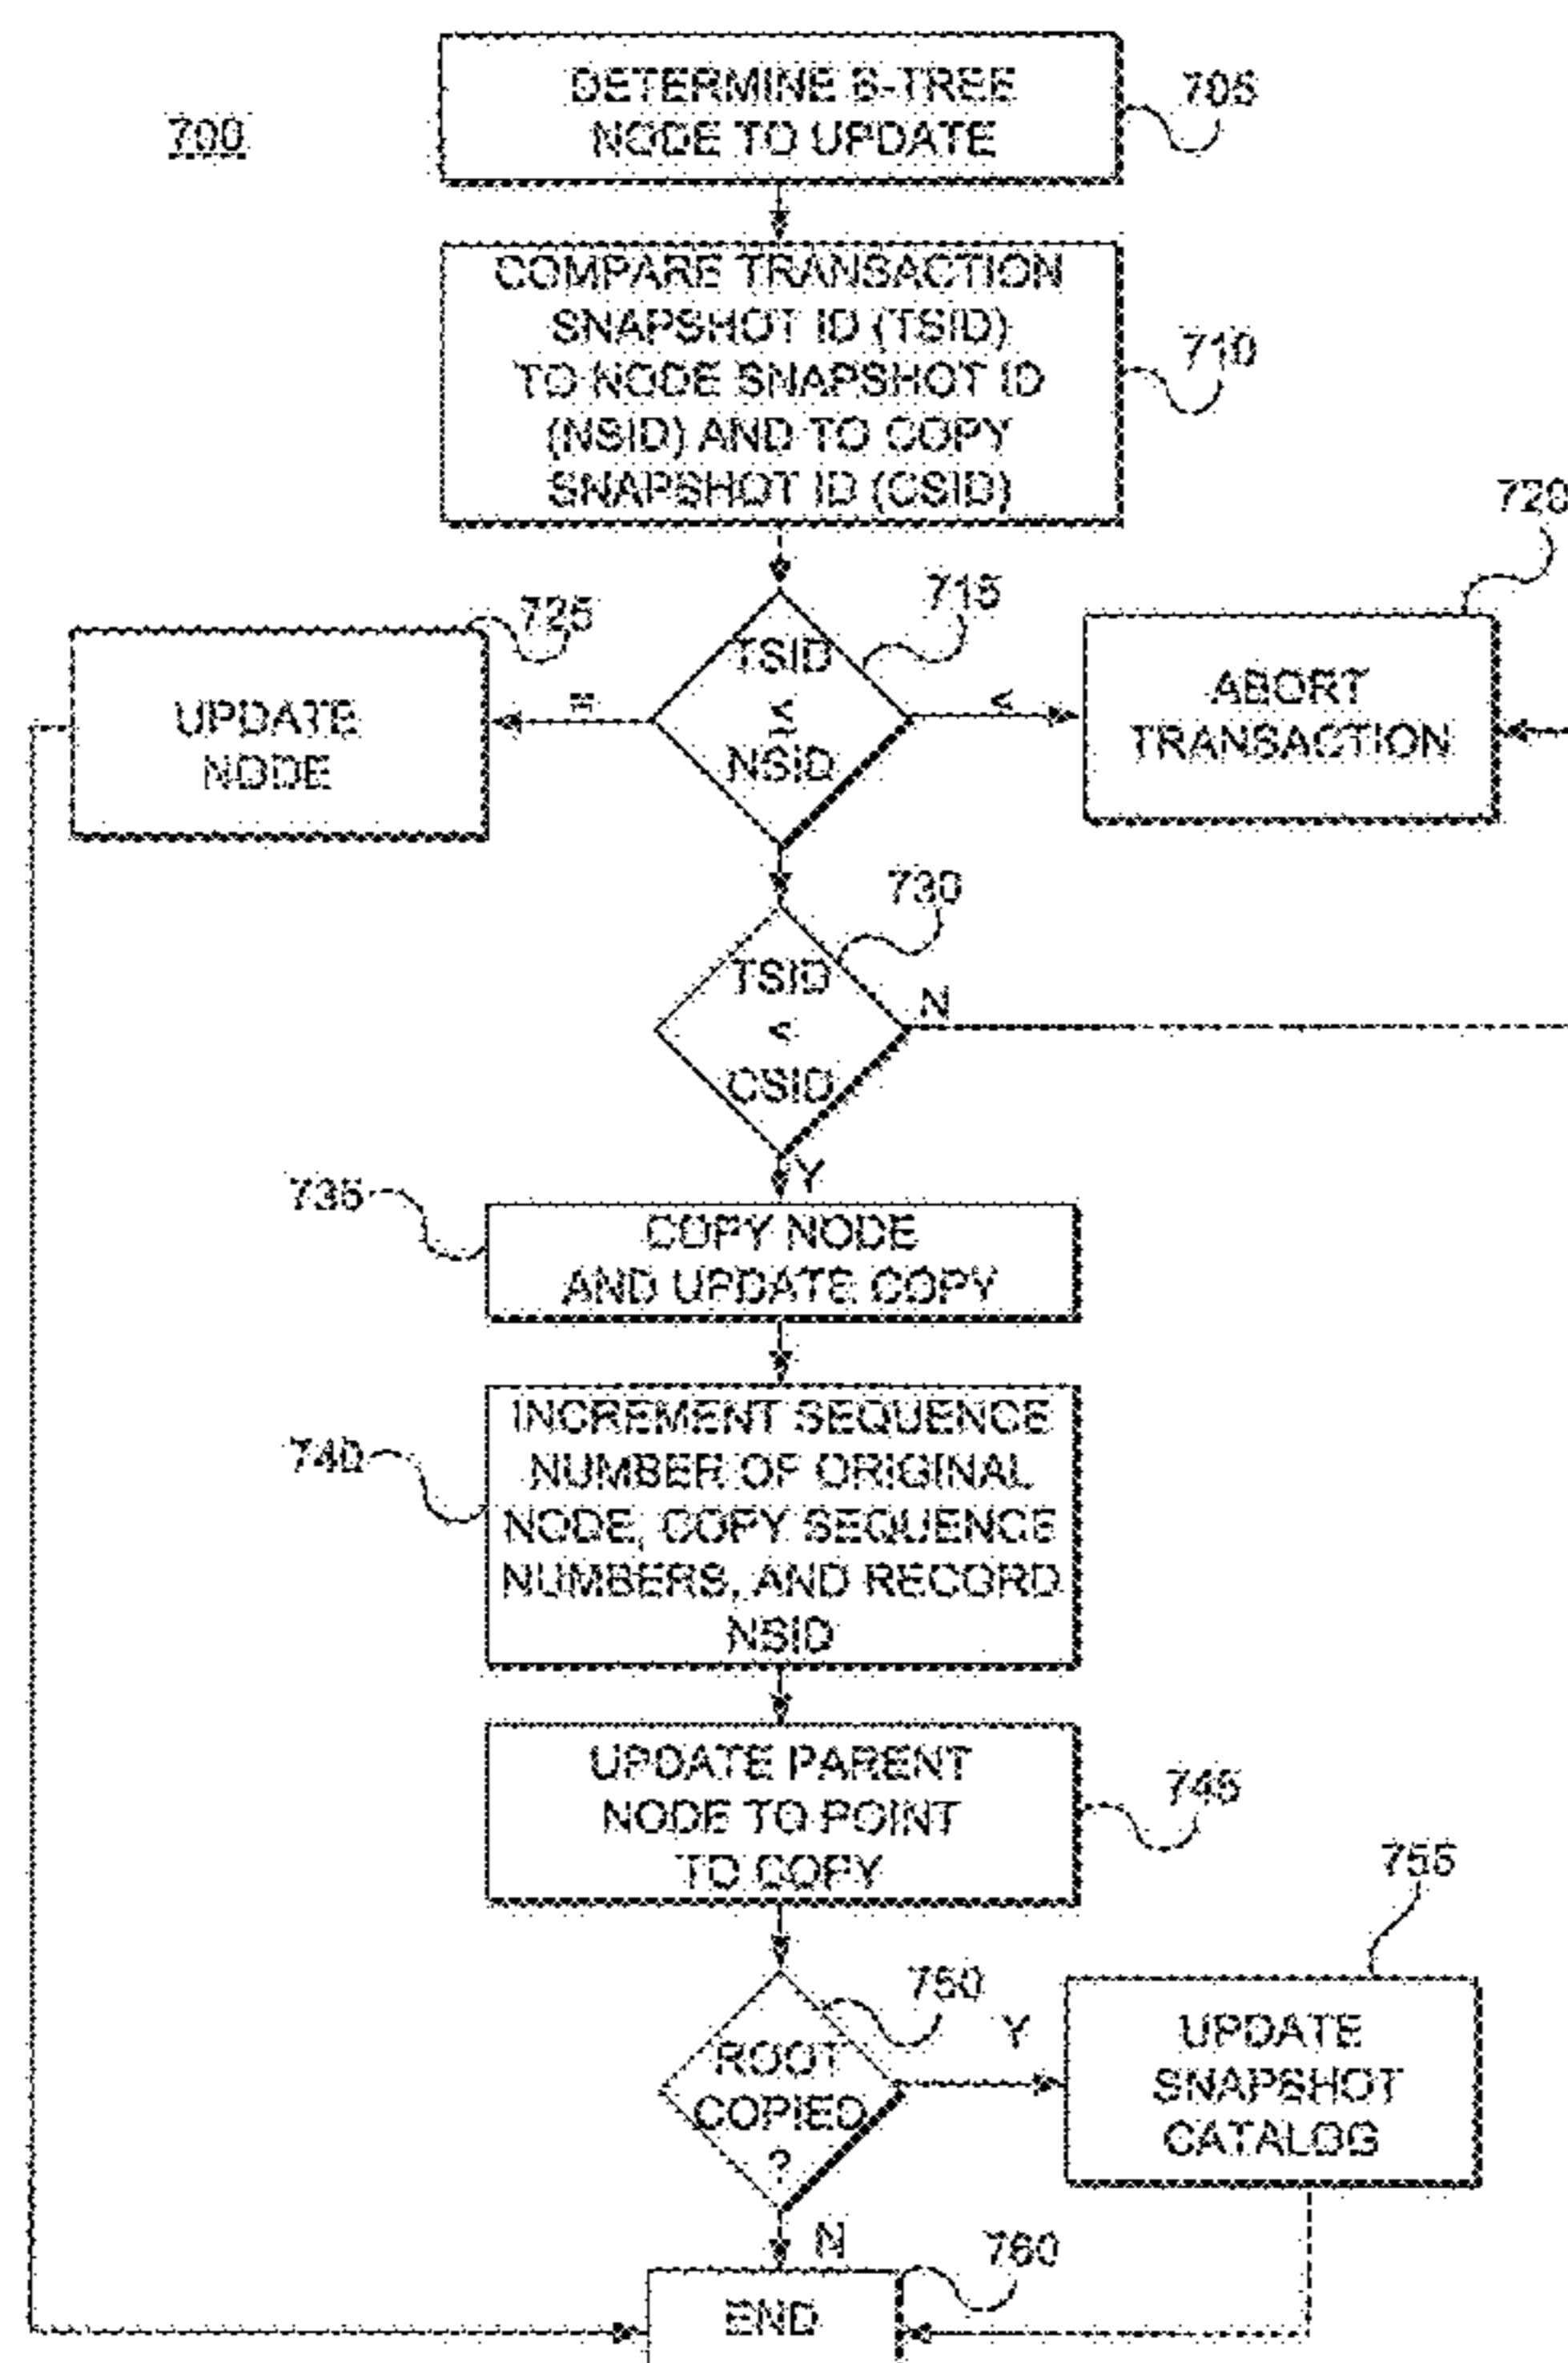 700
DETERMINE B-TREE
NODE TO UPDATE
705
COMPARE TRANSACTION
SNAPSHOT ID (TSID)
TO NODE SNAPSHOT ID
(NSID) AND TO COPY
SNAPSHOT ID (CSID)
710
715
TSID
≤
NSID
=
<
725
UPDATE
NODE
720
ABORT
TRANSACTION
730
TSID
<
CSID
N
Y
735
COPY NODE
AND UPDATE COPY
740
INCREMENT SEQUENCE
NUMBER OF ORIGINAL
NODE, COPY SEQUENCE
NUMBERS, AND RECORD
NSID
UPDATE PARENT
NODE TO POINT
TO COPY
745
750
ROOT
COPIED
?
Y
N
755
UPDATE
SNAPSHOT
CATALOG
760
END